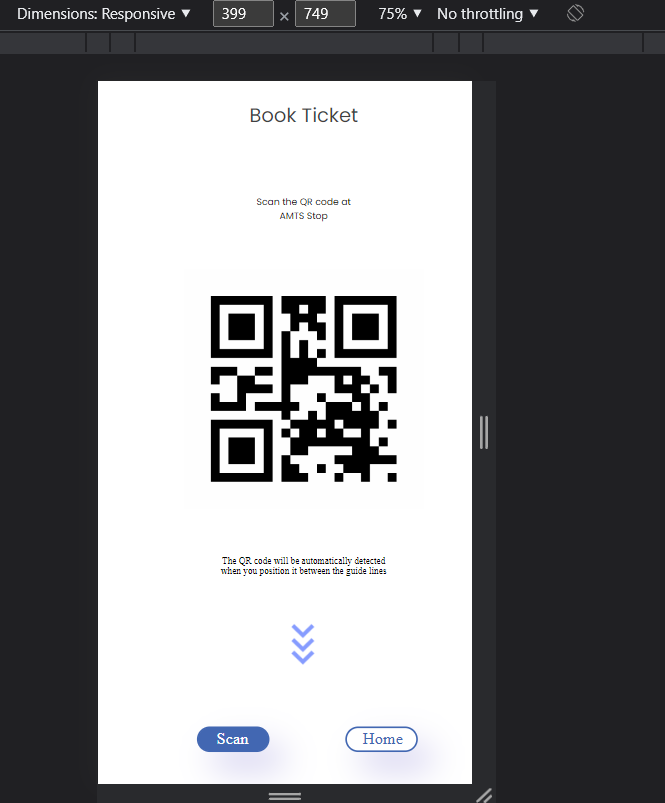 Dimensions: Responsive ▼ 399 × 749 75% ▼ No throttling ▼
Book Ticket
Scan the QR code at
AMTS Stop
The QR code will be automatically detected
when you position it between the guide lines
Scan Home